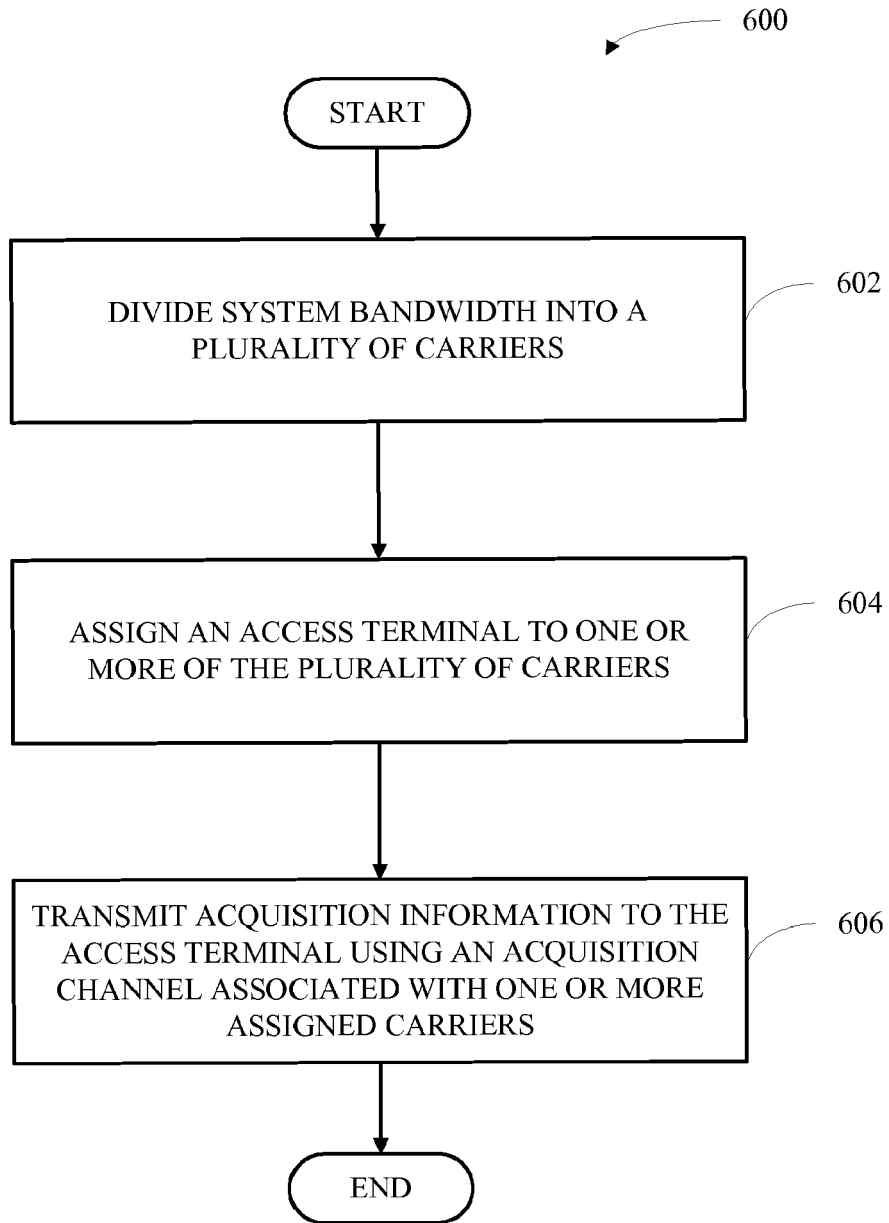 600
START
DIVIDE SYSTEM BANDWIDTH INTO A
PLURALITY OF CARRIERS
602
ASSIGN AN ACCESS TERMINAL TO ONE OR
MORE OF THE PLURALITY OF CARRIERS
604
TRANSMIT ACQUISITION INFORMATION TO THE
ACCESS TERMINAL USING AN ACQUISITION
CHANNEL ASSOCIATED WITH ONE OR MORE
ASSIGNED CARRIERS
606
END